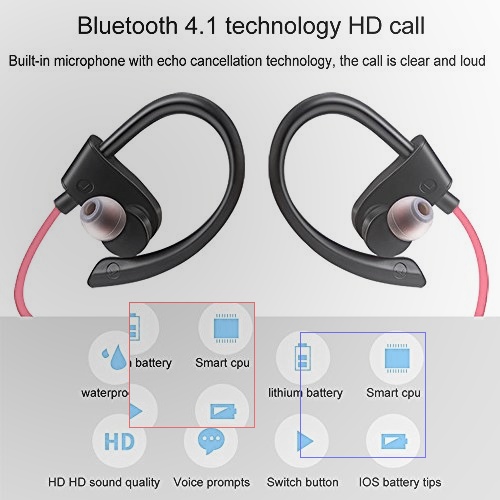 Bluetooth 4.1 technology HD call
Built-in microphone with echo cancellation technology, the call is clear and loud
battery Smart cpu
waterproo lithium battery Smart cpu
HD
HD HD sound quality Voice prompts Switch button IOS battery tips